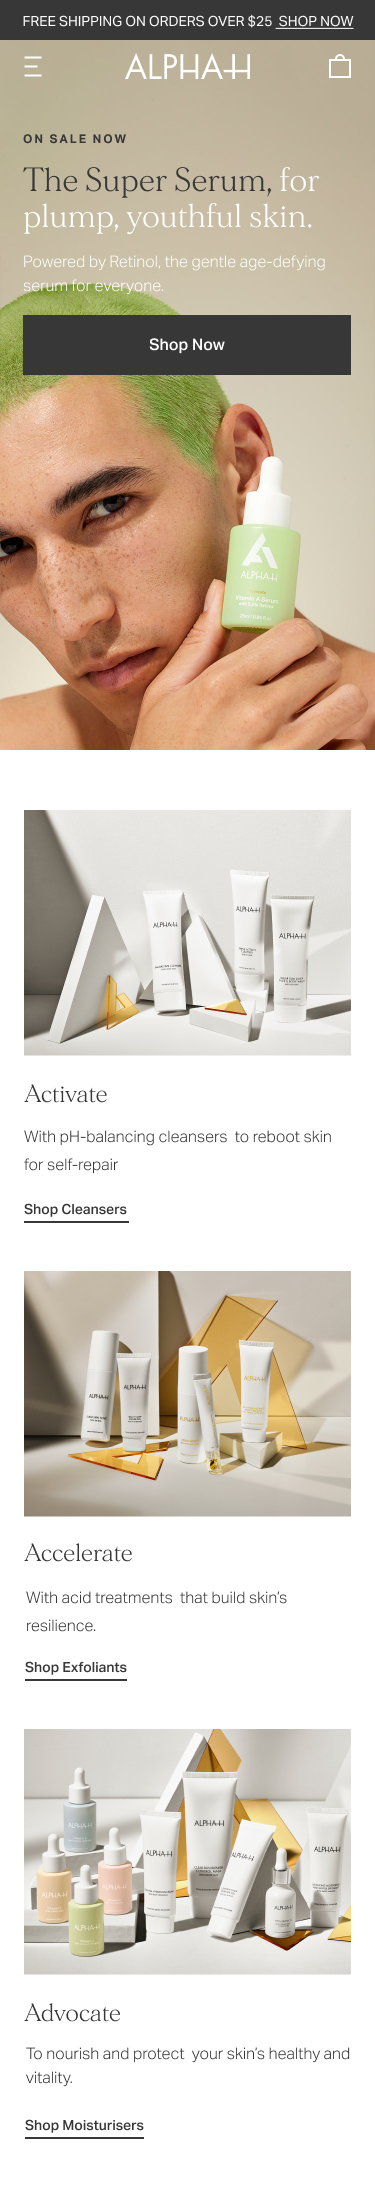 FREE SHIPPING ON ORDERS OVER $25 SHOP NOW
ALPHA-H
ON SALE NOW
The Super Serum, for
plump, youthful skin.
Powered by Retinol, the gentle age-defying
serum for everyone.
Shop Now
ALPHA-H
Vitamin A Serum
ALPHA-H
ALPHA-H
ALPHA-H
Activate
With pH-balancing cleansers to reboot skin
for self-repair
Shop Cleansers
ALPHA-H
ALPHA-H
ALPHA-H
ALPHA-H
Accelerate
With acid treatments that build skin's
resilience.
Shop Exfoliants
ALPHA-H
ALPHA-H
ALPHA-H
ALPHA-H
ALPHA-H
ALPHA-H
ALPHA-H
ALPHA-H
ALPHA-H
Advocate
To nourish and protect your skin's healthy and
vitality.
Shop Moisturisers